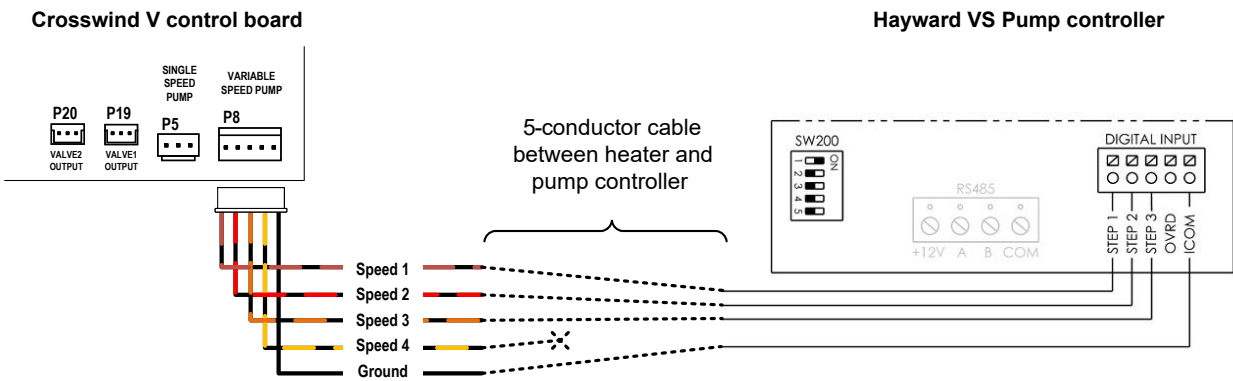 Crosswind V control board
Hayward VS Pump controller
SINGLE
SPEED
PUMP
VARIABLE
SPEED PUMP
P20
P19
P5
P8
VALVE2
OUTPUT
VALVE1
OUTPUT
5-conductor cable
between heater and
pump controller
SW200
ON
1
2
3
4
5
RS485
+12V A B COM
DIGITAL INPUT
STEP 1
STEP 2
STEP 3
OVRD
ICOM
Speed 1
Speed 2
Speed 3
Speed 4
Ground